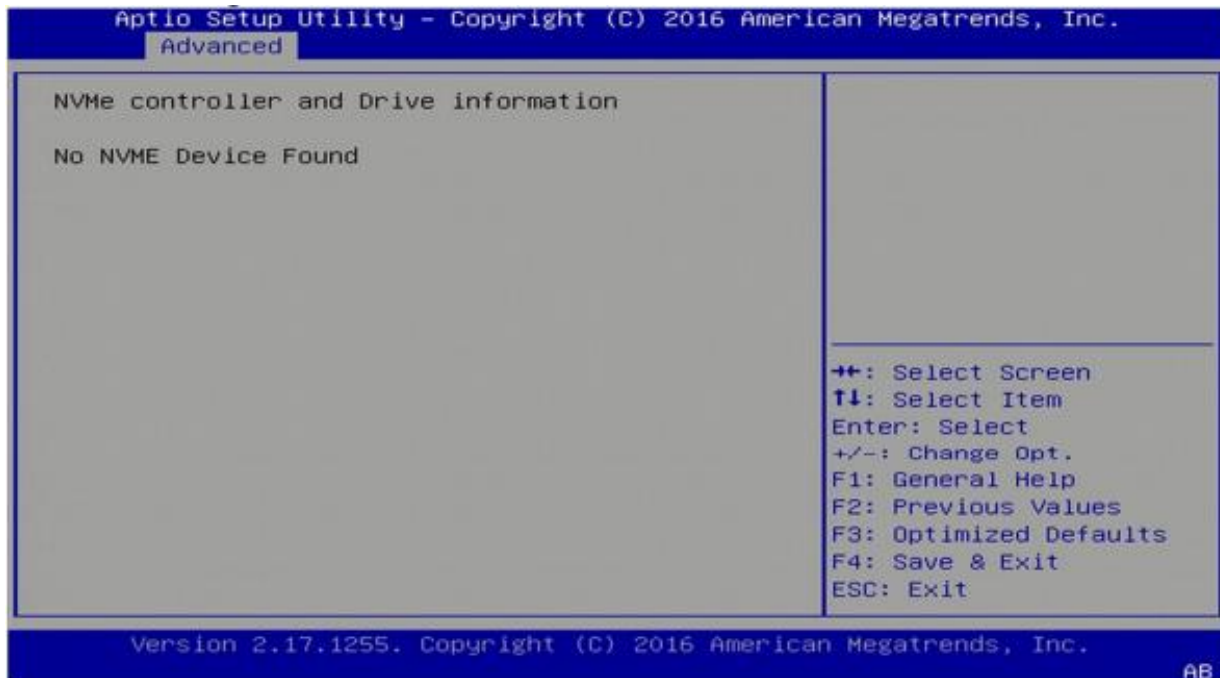 Aptio Setup Utility – Copyright (C) 2016 American Megatrends, Inc.
Advanced
NVMe controller and Drive information
No NVME Device Found
→←: Select Screen
↑↓: Select Item
Enter: Select
+/-: Change Opt.
F1: General Help
F2: Previous Values
F3: Optimized Defaults
F4: Save & Exit
ESC: Exit
Version 2.17.1255. Copyright (C) 2016 American Megatrends, Inc.
AB